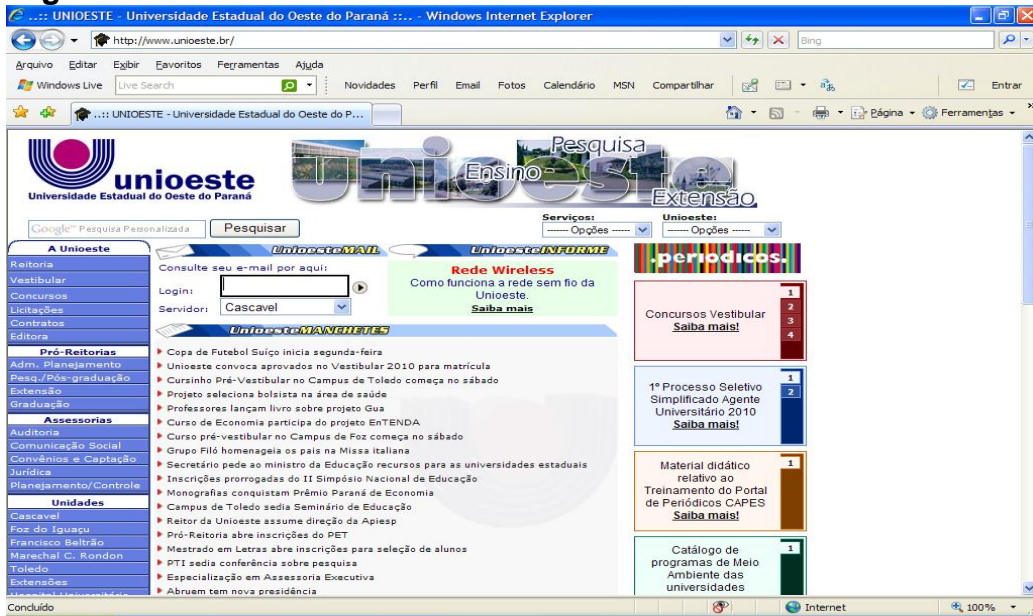 ..:: UNIOESTE - Universidade Estadual do Oeste do Paraná ::.. - Windows Internet Explorer
http://www.unioeste.br/
Bing
Arquivo Editar Exibir Favoritos Ferramentas Ajuda
Windows Live Live Search Novidades Perfil Email Fotos Calendário MSN Compartilhar Entrar
..:: UNIOESTE - Universidade Estadual do Oeste do P... Página Ferramentas
unioeste
Universidade Estadual do Oeste do Paraná
unioeste
Pesquisa
Ensino
Extensão
Google™ Pesquisa Personalizada Pesquisar
Serviços: Unioeste:
------ Opções ------ ------ Opções ------
A Unioeste
Reitoria
Vestibular
Concursos
Licitações
Contratos
Editora
Pró-Reitorias
Adm. Planejamento
Pesq./Pós-graduação
Extensão
Graduação
Assessorias
Auditoria
Comunicação Social
Convênios e Captação
Jurídica
Planejamento/Controle
Unidades
Cascavel
Foz do Iguaçu
Francisco Beltrão
Marechal C. Rondon
Toledo
Extensões
Hospital Universitário
UnioesteMAIL
Consulte seu e-mail por aqui:
Login:
Servidor: Cascavel
UnioesteINFORME
Rede Wireless
Como funciona a rede sem fio da
Unioeste.
Saiba mais
UnioesteMANCHETES
Copa de Futebol Suíço inicia segunda-feira
Unioeste convoca aprovados no Vestibular 2010 para matrícula
Cursinho Pré-Vestibular no Campus de Toledo começa no sábado
Projeto seleciona bolsista na área de saúde
Professores lançam livro sobre projeto Gua
Curso de Economia participa do projeto EnTENDA
Curso pré-vestibular no Campus de Foz começa no sábado
Grupo Filó homenageia os pais na Missa italiana
Secretário pede ao ministro da Educação recursos para as universidades estaduais
Inscrições prorrogadas do II Simpósio Nacional de Educação
Monografias conquistam Prêmio Paraná de Economia
Campus de Toledo sedia Seminário de Educação
Reitor da Unioeste assume direção da Apiesp
Pró-Reitoria abre inscrições do PET
Mestrado em Letras abre inscrições para seleção de alunos
PTI sedia conferência sobre pesquisa
Especialização em Assessoria Executiva
Abruem tem nova presidência
.periodicos.
Concursos Vestibular
Saiba mais!
1
2
3
4
1º Processo Seletivo
Simplificado Agente
Universitário 2010
Saiba mais!
1
2
Material didático
relativo ao
Treinamento do Portal
de Periódicos CAPES
Saiba mais!
1
Catálogo de
programas de Meio
Ambiente das
universidades
1
Concluído Internet 100%